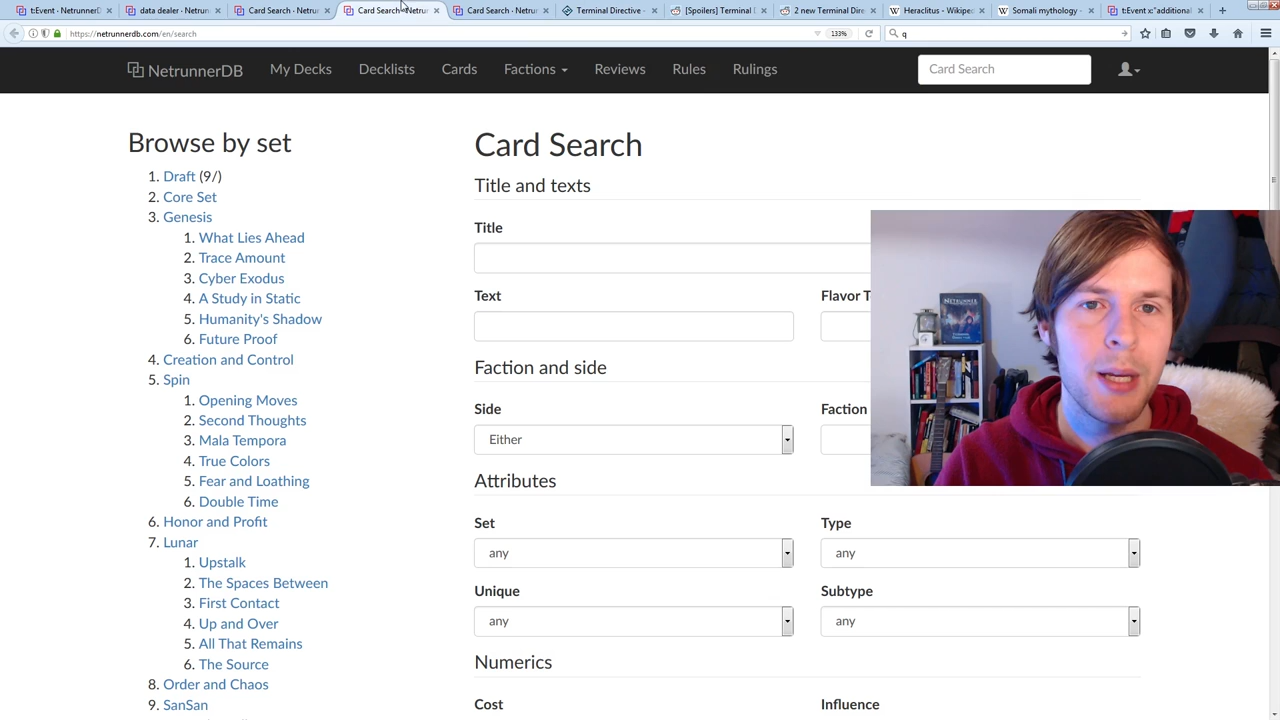 t:Event · NetrunnerD
data dealer · Netrunn
Card Search · Netrun
Card Search · Netrun
Card Search · Netrunn
Terminal Directive -
[Spoilers] Terminal D
2 new Terminal Dire
Heraclitus - Wikiped
Somali mythology -
t:Event x:"additional
https://netrunnerdb.com/en/search
133%
q
NetrunnerDB
My Decks
Decklists
Cards
Factions
Reviews
Rules
Rulings
Card Search
Browse by set
1. Draft (9/)
2. Core Set
3. Genesis
1. What Lies Ahead
2. Trace Amount
3. Cyber Exodus
4. A Study in Static
5. Humanity's Shadow
6. Future Proof
4. Creation and Control
5. Spin
1. Opening Moves
2. Second Thoughts
3. Mala Tempora
4. True Colors
5. Fear and Loathing
6. Double Time
6. Honor and Profit
7. Lunar
1. Upstalk
2. The Spaces Between
3. First Contact
4. Up and Over
5. All That Remains
6. The Source
8. Order and Chaos
9. SanSan
Card Search
Title and texts
Title
Text
Flavor T
Faction and side
Side
Faction
Either
Attributes
Set
Type
any
any
Unique
Subtype
any
any
Numerics
Cost
Influence
NETRUNNER